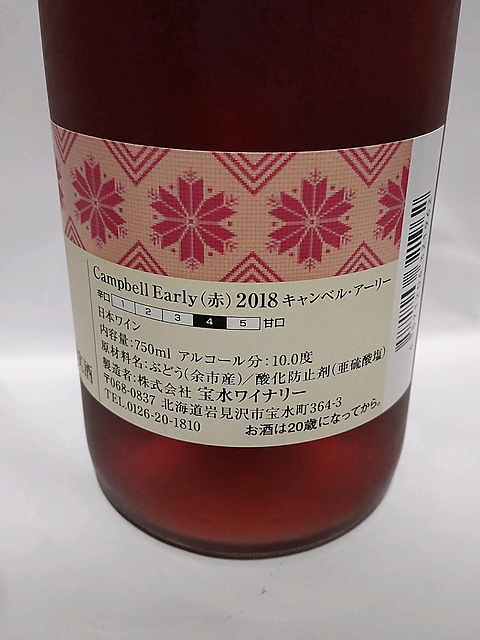 Campbell Early（赤）2018 キャンベル・アーリー
辛口 1 2 3 4 5 甘口
日本ワイン
内容量:750ml アルコール分:10.0度
原材料名:ぶどう(余市産)/酸化防止剤(亜硫酸塩)
製造者:株式会社 宝水ワイナリー
〒068-0837 北海道岩見沢市宝水町364-3
TEL.0126-20-1810
お酒は20歳になってから。
酒